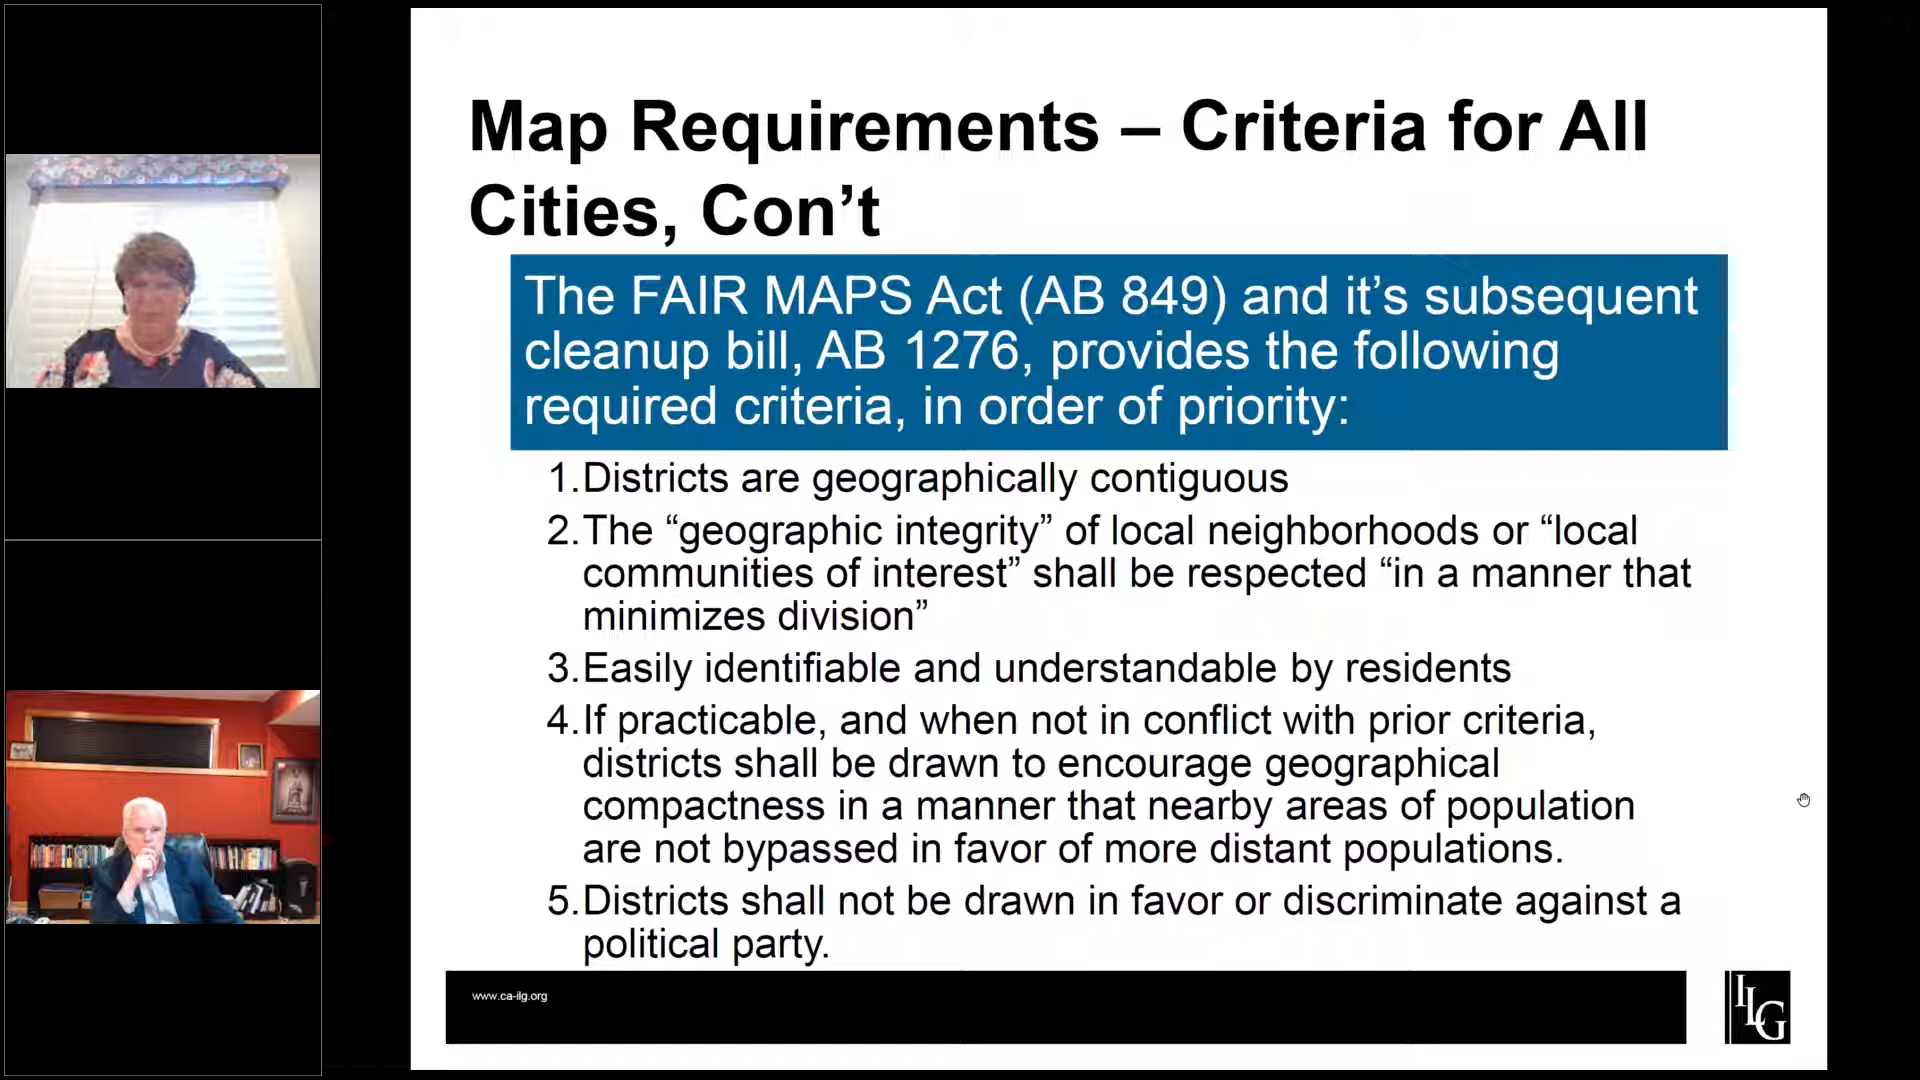 Map Requirements – Criteria for All
Cities, Con’t
The FAIR MAPS Act (AB 849) and it’s subsequent
cleanup bill, AB 1276, provides the following
required criteria, in order of priority:
1.Districts are geographically contiguous
2.The “geographic integrity” of local neighborhoods or “local
communities of interest” shall be respected “in a manner that
minimizes division”
3.Easily identifiable and understandable by residents
4.If practicable, and when not in conflict with prior criteria,
districts shall be drawn to encourage geographical
compactness in a manner that nearby areas of population
are not bypassed in favor of more distant populations.
5.Districts shall not be drawn in favor or discriminate against a
political party.
www.ca-ilg.org
ILG